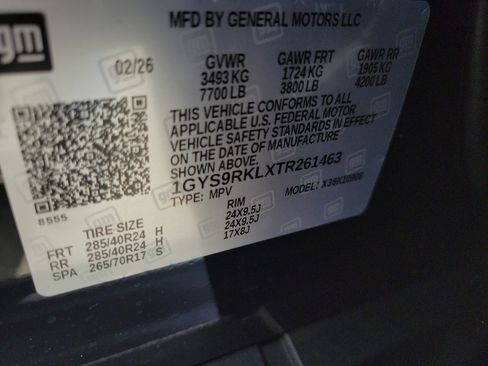 gm
MFD BY GENERAL MOTORS LLC
02/26
GVWR GAWR FRT GAWR RR
3493 KG 1724 KG 1905 KG
7700 LB 3800 LB 4200 LB
THIS VEHICLE CONFORMS TO ALL
APPLICABLE U.S. FEDERAL MOTOR
VEHICLE SAFETY STANDARDS IN EFFECT
ON THE DATE OF MANUFACTURE
SHOWN ABOVE.
1GYS9RKLXTR261463
TYPE: MPV MODEL:
8555
TIRE SIZE RIM
FRT 285/40R24 H 24X9.5J
RR 285/40R24 H 24X9.5J
SPA 265/70R17 S 17X8J